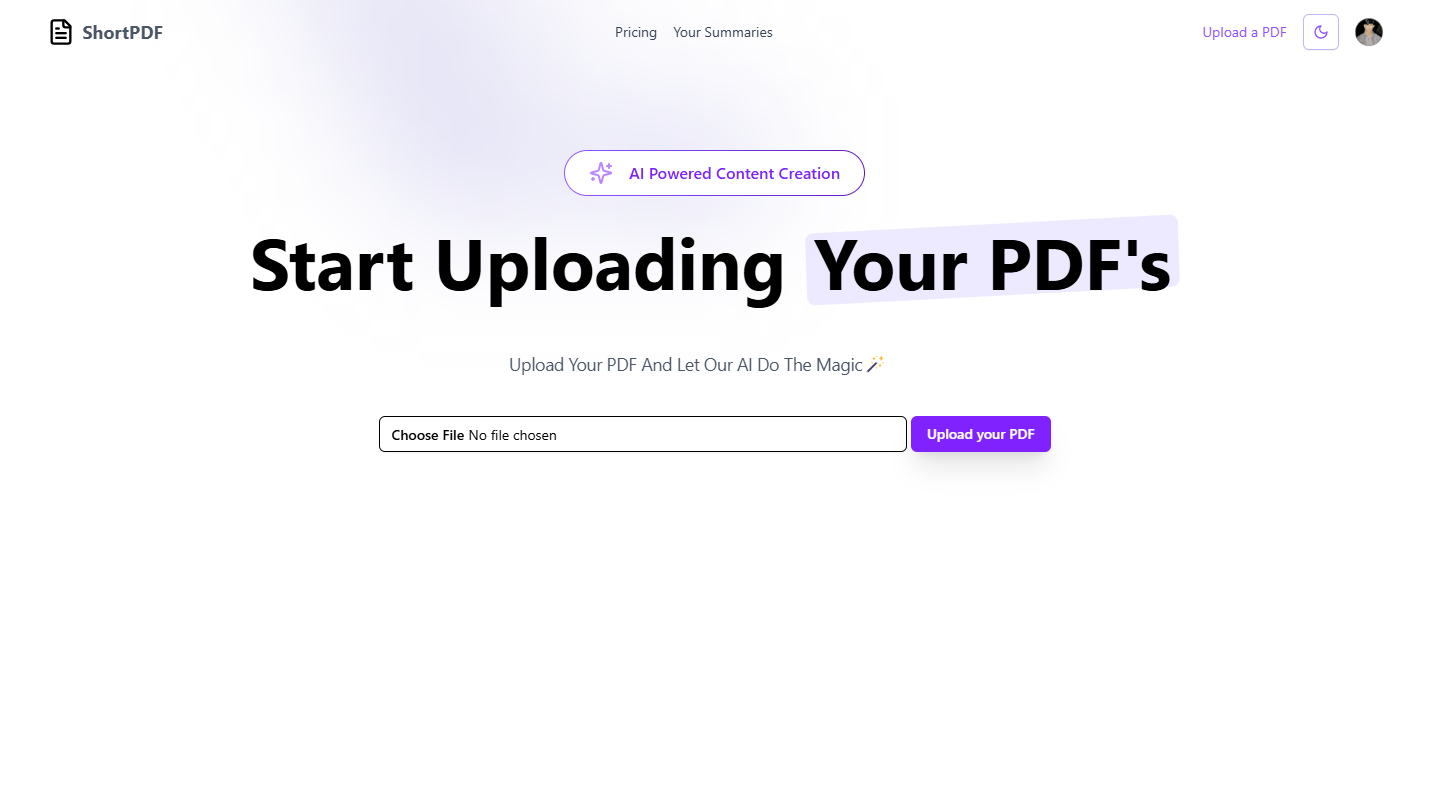 ShortPDF
Pricing
Your Summaries
Upload a PDF
AI Powered Content Creation
Start Uploading Your PDF's
Upload Your PDF And Let Our AI Do The Magic 🪄
Choose File No file chosen
Upload your PDF